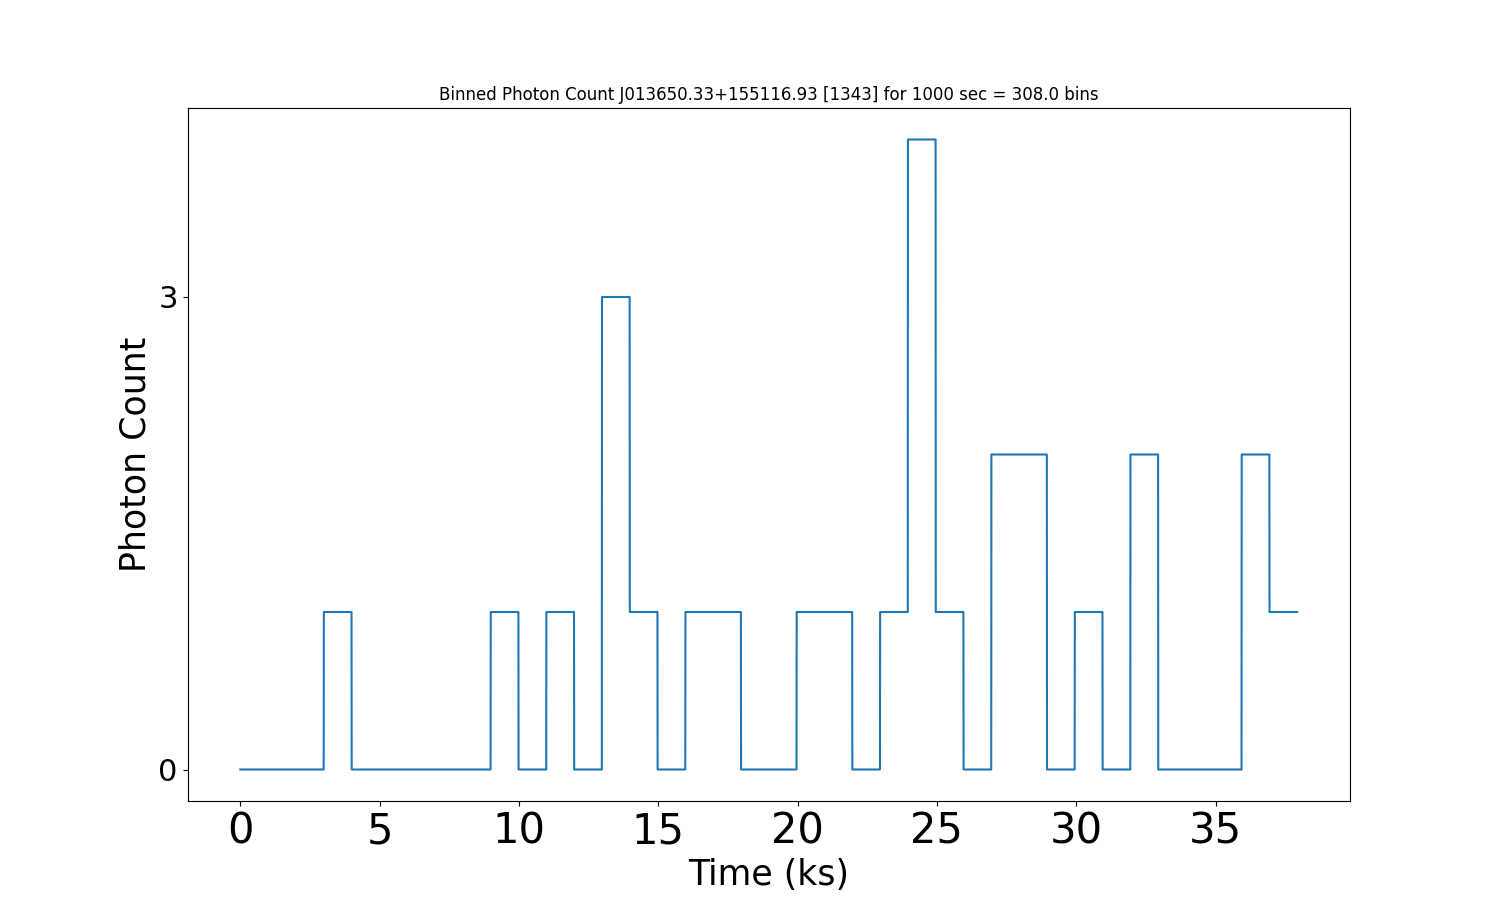 Binned Photon Count J013650.33+155116.93 [1343] for 1000 sec = 308.0 bins
3
Photon Count
0
0 5 10 15 20 25 30 35
Time (ks)